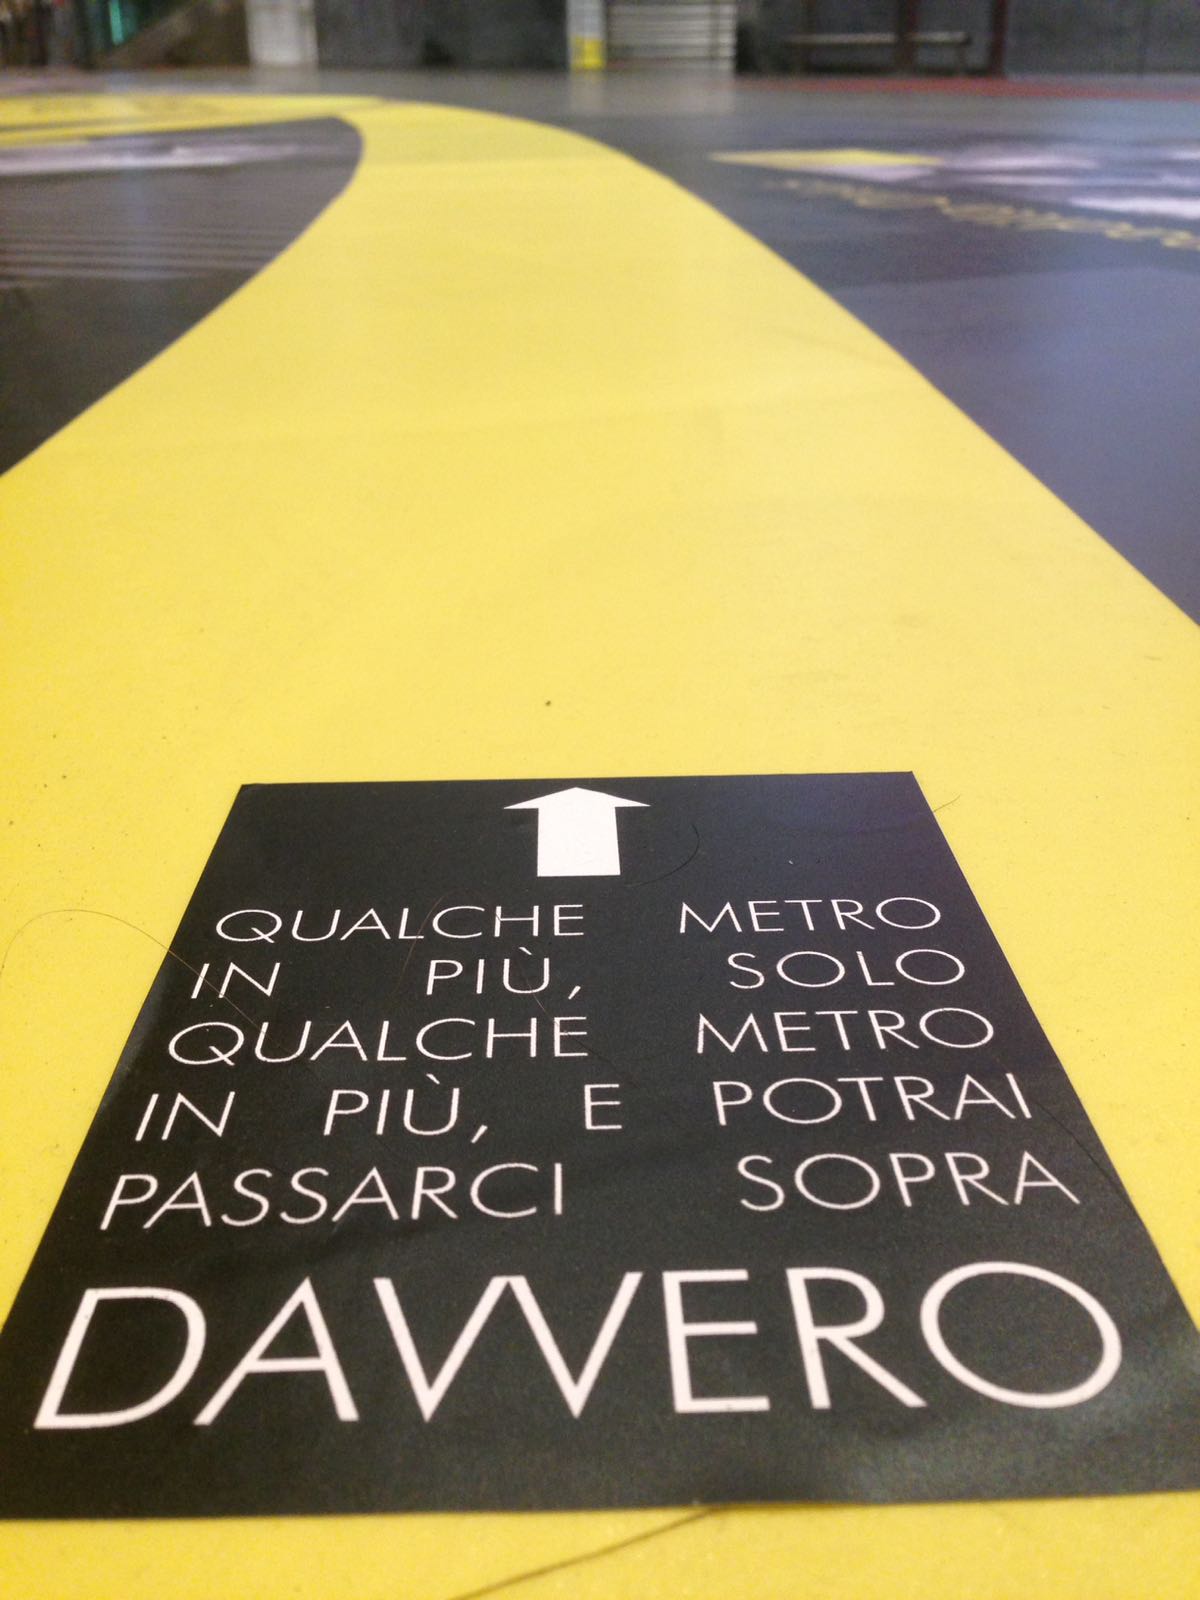 QUALCHE METRO
IN PIÙ, SOLO
QUALCHE METRO
IN PIÙ, E POTRAI
PASSARCI SOPRA
DAVVERO